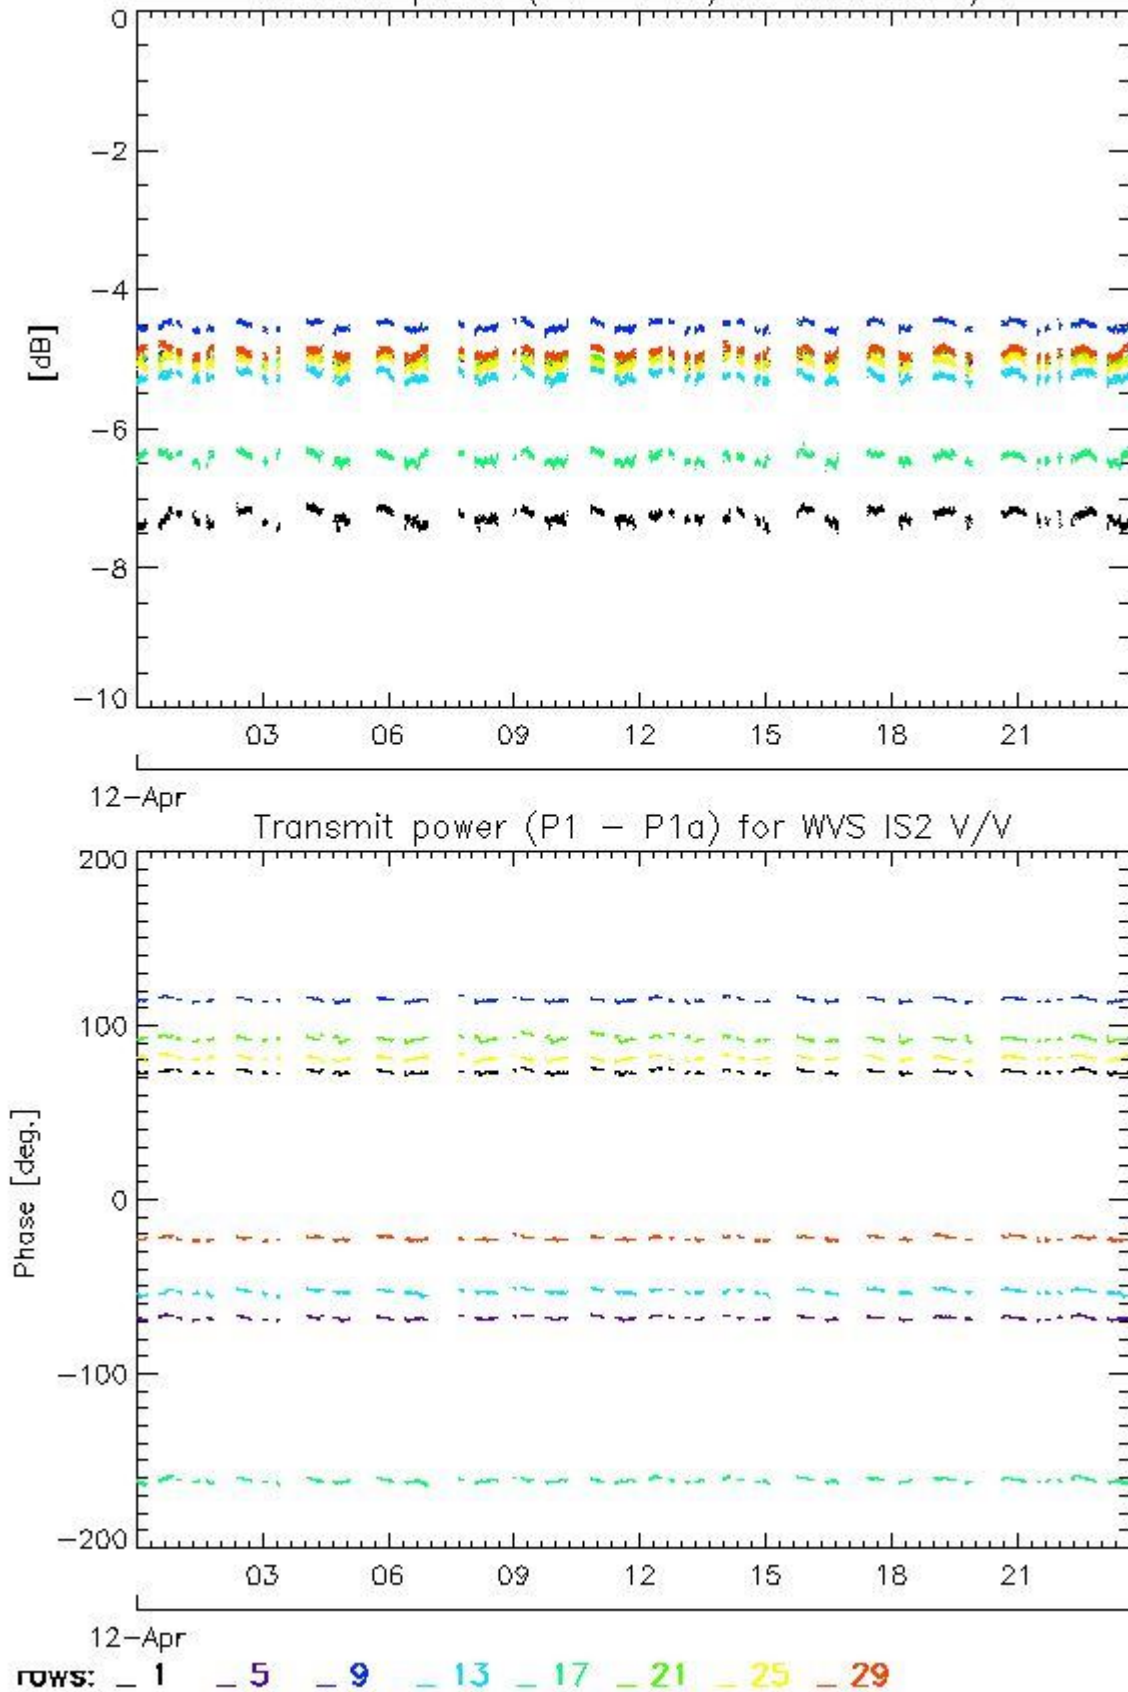 0
-2
-4
[dB]
-6
-8
-10
03 06 09 12 15 18 21
12-Apr
Transmit power (P1 - P1a) for WVS IS2 V/V
200
100
Phase [deg.]
0
-100
-200
03 06 09 12 15 18 21
12-Apr
rows: _ 1 _ 5 _ 9 _ 13 _ 17 _ 21 _ 25 _ 29